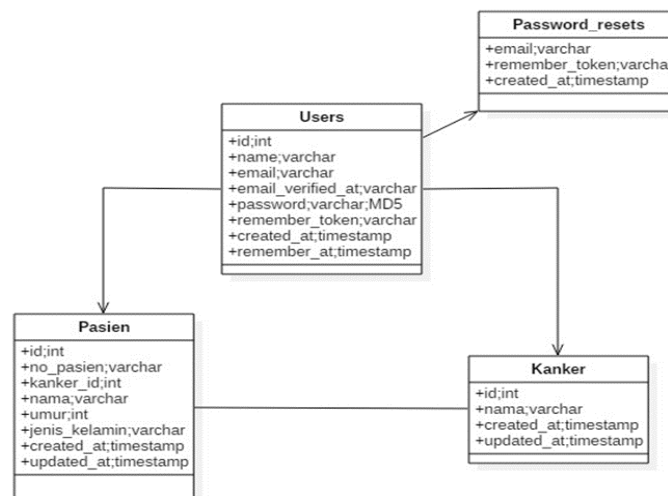 Password_resets
+email;varchar
+remember_token;varcha
+created_at;timestamp
Users
+id;int
+name;varchar
+email;varchar
+email_verified_at;varchar
+password;varchar;MD5
+remember_token;varchar
+created_at;timestamp
+remember_at;timestamp
Pasien
+id;int
+no_pasien;varchar
+kanker_id;int
+nama;varchar
+umur;int
+jenis_kelamin;varchar
+created_at;timestamp
+updated_at;timestamp
Kanker
+id;int
+nama;varchar
+created_at;timestamp
+updated_at;timestamp